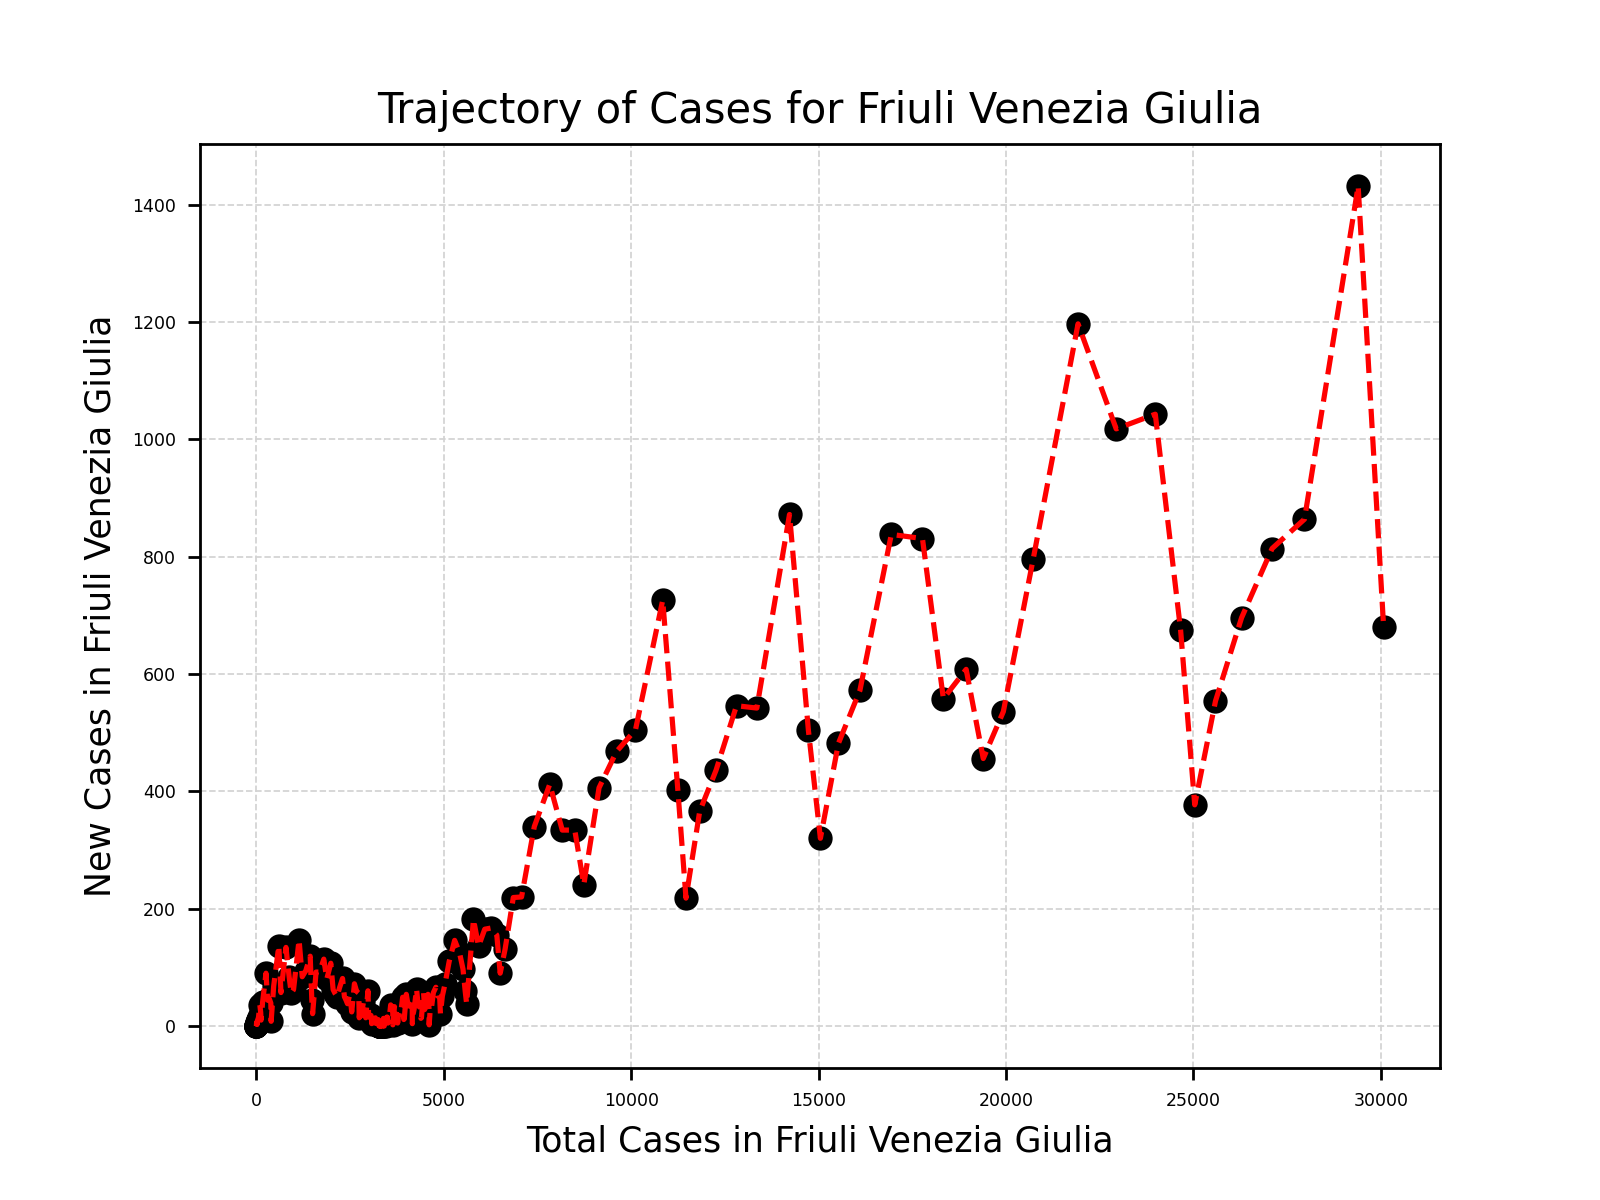 Trajectory of Cases for Friuli Venezia Giulia
New Cases in Friuli Venezia Giulia
1400
1200
1000
800
600
400
200
0
0 5000 10000 15000 20000 25000 30000
Total Cases in Friuli Venezia Giulia